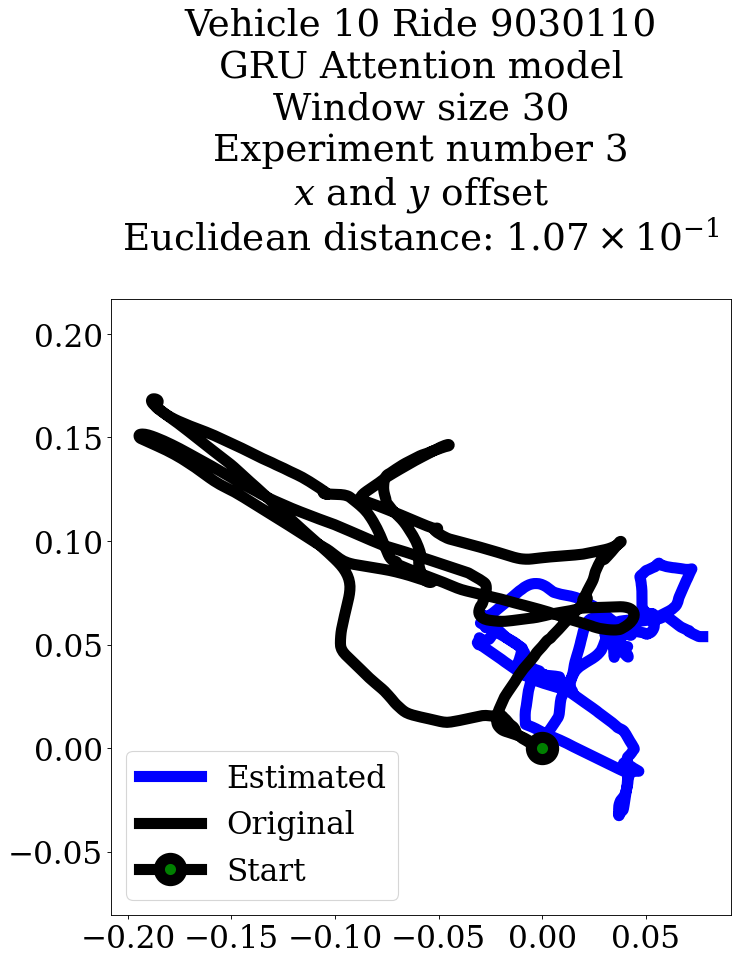 Vehicle 10 Ride 9030110
GRU Attention model
Window size 30
Experiment number 3
x and y offset
Euclidean distance: 1.07 × 10⁻¹
0.20
0.15
0.10
0.05
0.00
−0.05
Estimated
Original
Start
−0.20 −0.15 −0.10 −0.05 0.00 0.05